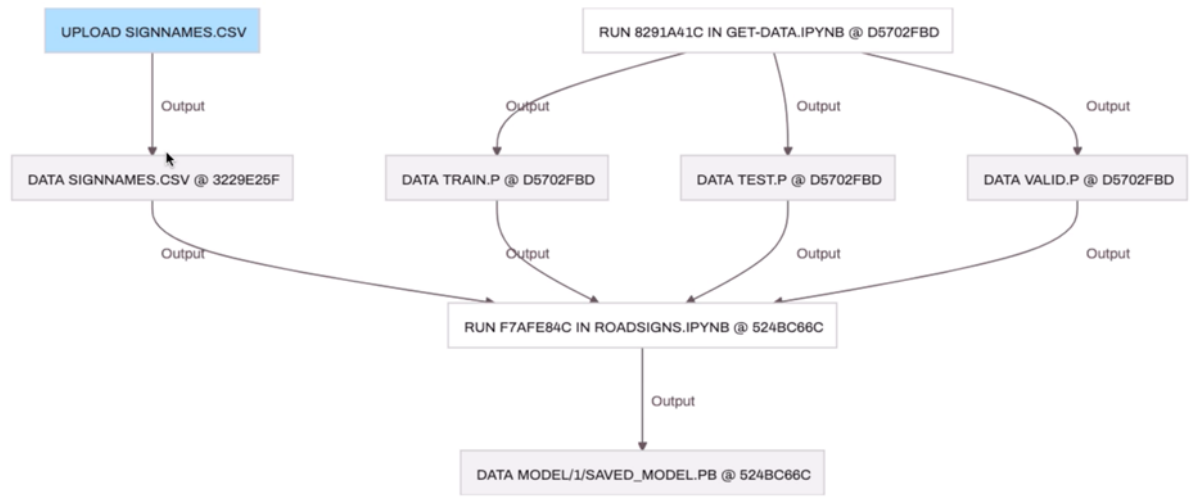 UPLOAD SIGNNAMES.CSV
RUN 8291A41C IN GET-DATA.IPYNB @ D5702FBD
Output
Output
Output
Output
DATA SIGNNAMES.CSV @ 3229E25F
DATA TRAIN.P @ D5702FBD
DATA TEST.P @ D5702FBD
DATA VALID.P @ D5702FBD
Output
Output
Output
Output
RUN F7AFE84C IN ROADSIGNS.IPYNB @ 524BC66C
Output
DATA MODEL/1/SAVED_MODEL.PB @ 524BC66C